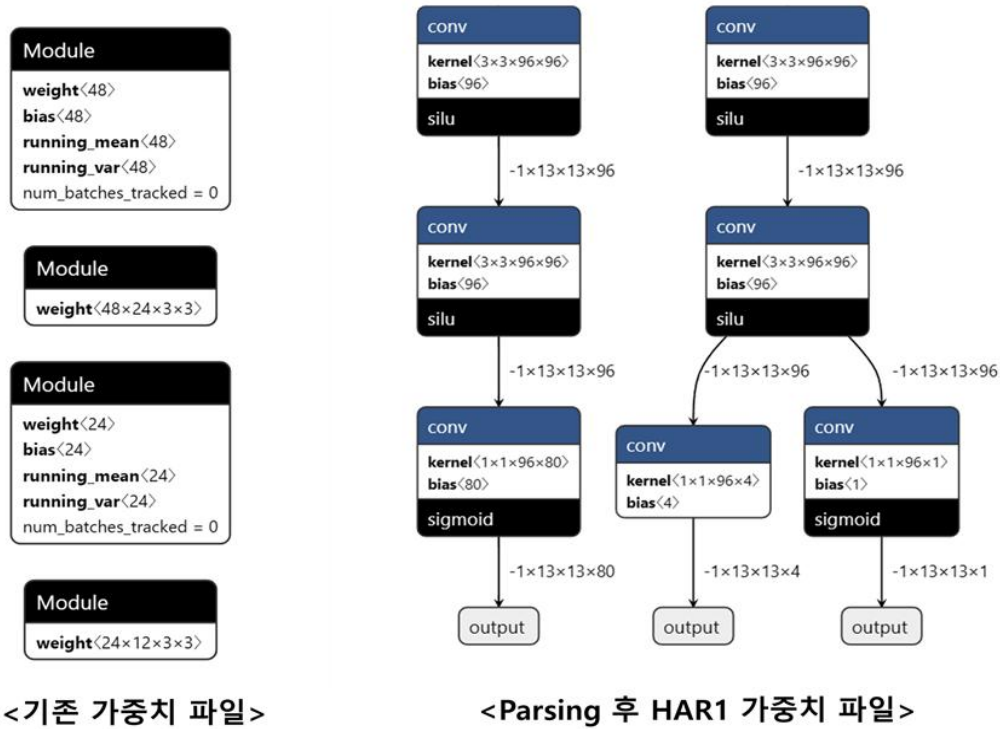 Module
weight⟨48⟩
bias⟨48⟩
running_mean⟨48⟩
running_var⟨48⟩
num_batches_tracked = 0
Module
weight⟨48×24×3×3⟩
Module
weight⟨24⟩
bias⟨24⟩
running_mean⟨24⟩
running_var⟨24⟩
num_batches_tracked = 0
Module
weight⟨24×12×3×3⟩
<기존 가중치 파일>
conv
kernel⟨3×3×96×96⟩
bias⟨96⟩
silu
-1×13×13×96
conv
kernel⟨3×3×96×96⟩
bias⟨96⟩
silu
-1×13×13×96
conv
kernel⟨1×1×96×80⟩
bias⟨80⟩
sigmoid
-1×13×13×80
output
conv
kernel⟨3×3×96×96⟩
bias⟨96⟩
silu
-1×13×13×96
conv
kernel⟨3×3×96×96⟩
bias⟨96⟩
silu
-1×13×13×96
conv
kernel⟨1×1×96×4⟩
bias⟨4⟩
-1×13×13×4
output
-1×13×13×96
conv
kernel⟨1×1×96×1⟩
bias⟨1⟩
sigmoid
-1×13×13×1
output
<Parsing 후 HAR1 가중치 파일>